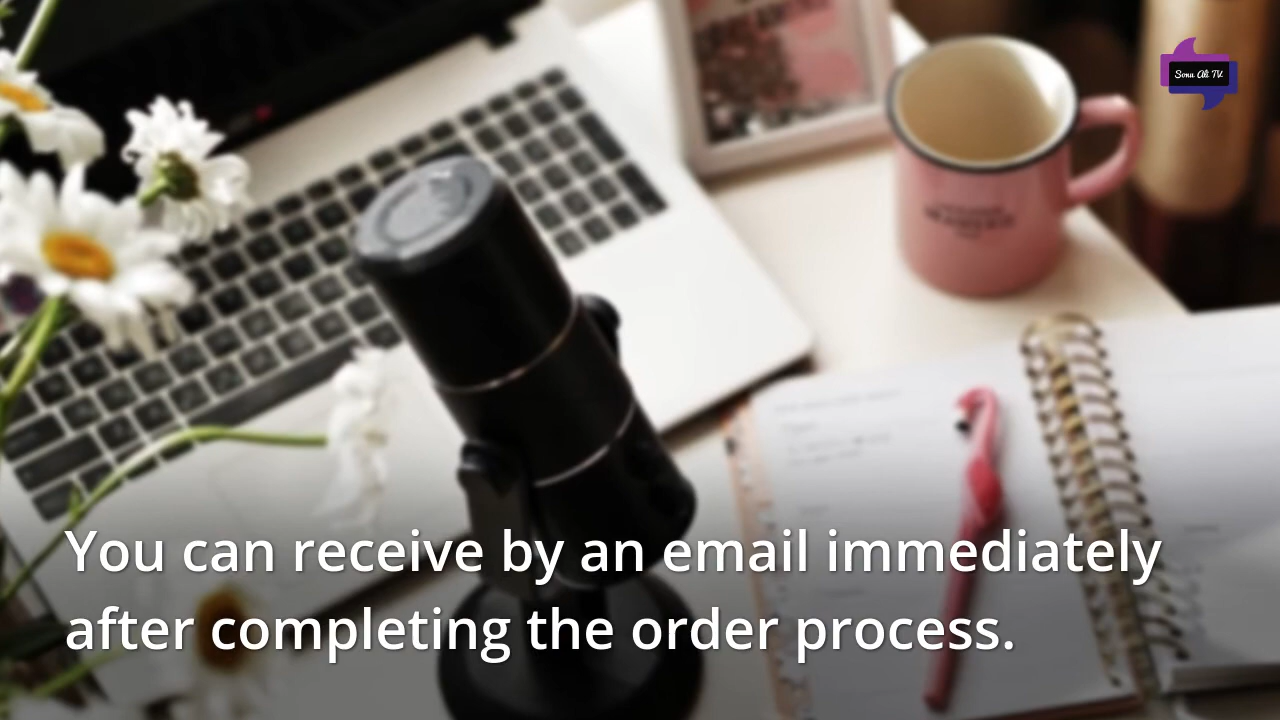 Sonu Ali TV
You can receive by an email immediately
after completing the order process.